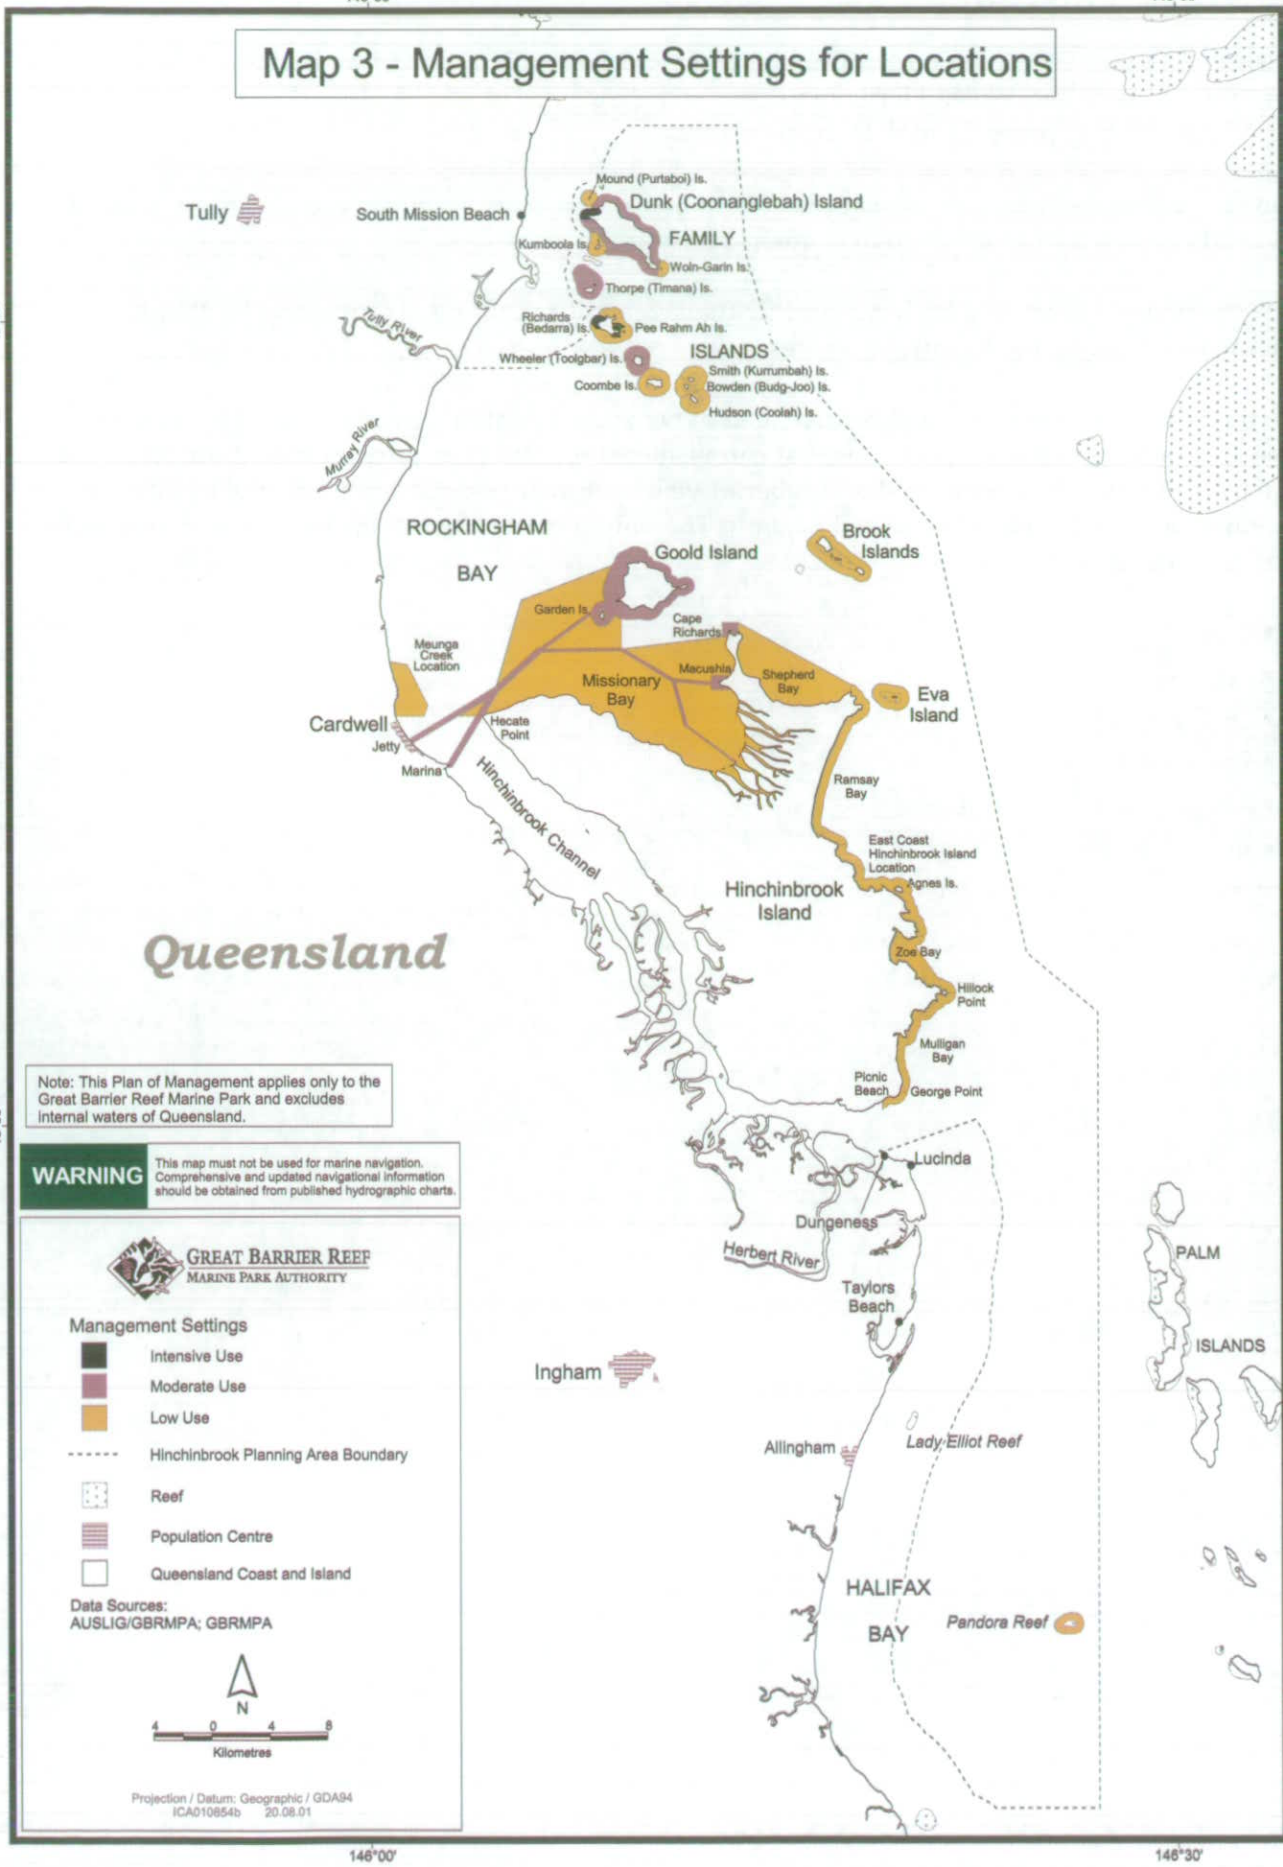 Map 3 - Management Settings for Locations
Mound (Purtaboi) Is.
Dunk (Coonanglebah) Island
Tully
South Mission Beach
FAMILY
Kumboola Is.
Woln-Garin Is.
Thorpe (Timana) Is.
Richards
(Bedarra) Is.
Pee Rahm Ah Is.
Tully River
ISLANDS
Wheeler (Toolgbar) Is.
Smith (Kurrumbah) Is.
Coombe Is.
Bowden (Budg-Joo) Is.
Hudson (Coolah) Is.
Murray River
ROCKINGHAM
BAY
Brook
Islands
Goold Island
Garden Is.
Cape
Richards
Meunga
Creek
Location
Macushla
Shepherd
Bay
Missionary
Bay
Eva
Island
Cardwell
Jetty
Hecate
Point
Marina
Hinchinbrook Channel
Ramsay
Bay
East Coast
Hinchinbrook Island
Location
Agnes Is.
Hinchinbrook
Island
Queensland
Zoe Bay
Hillock
Point
Mulligan
Bay
Picnic
Beach
George Point
Note: This Plan of Management applies only to the
Great Barrier Reef Marine Park and excludes
internal waters of Queensland.
WARNING
This map must not be used for marine navigation.
Comprehensive and updated navigational information
should be obtained from published hydrographic charts.
Lucinda
Dungeness
Herbert River
Taylors
Beach
PALM
ISLANDS
GREAT BARRIER REEF
MARINE PARK AUTHORITY
Management Settings
Intensive Use
Moderate Use
Low Use
Hinchinbrook Planning Area Boundary
Reef
Population Centre
Queensland Coast and Island
Data Sources:
AUSLIG/GBRMPA; GBRMPA
Ingham
Allingham
Lady Elliot Reef
HALIFAX
BAY
Pandora Reef
N
4 0 4 8
Kilometres
Projection / Datum: Geographic / GDA94
ICA010854b 20.08.01
146°00'
146°30'